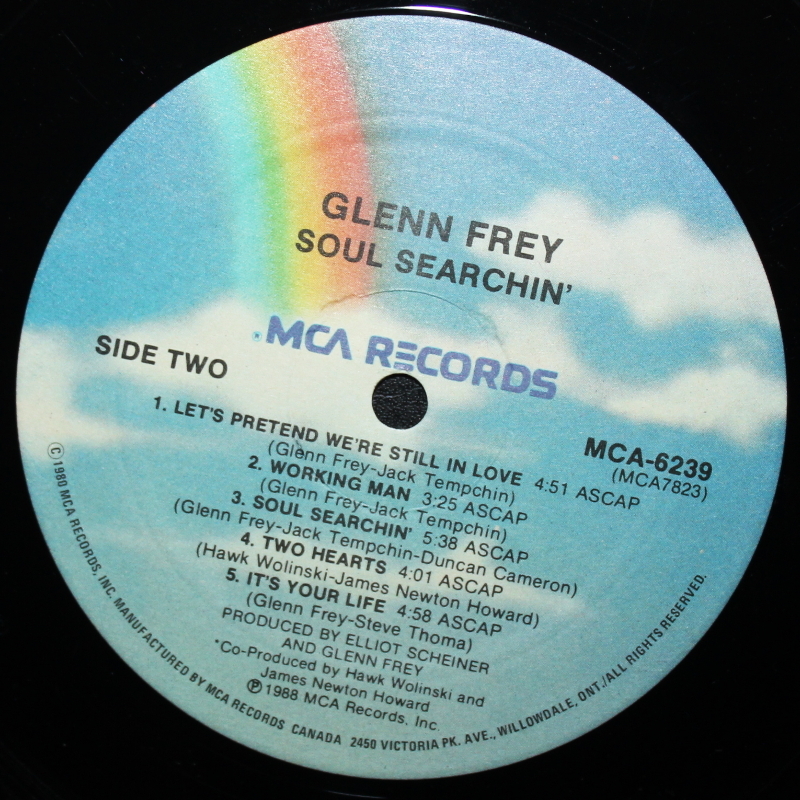 GLENN FREY
SOUL SEARCHIN'
MCA RECORDS
SIDE TWO
MCA-6239
(MCA7823)
1. LET'S PRETEND WE'RE STILL IN LOVE 4:51 ASCAP
(Glenn Frey-Jack Tempchin)
2. WORKING MAN 3:25 ASCAP
(Glenn Frey-Jack Tempchin)
3. SOUL SEARCHIN' 5:38 ASCAP
(Glenn Frey-Jack Tempchin-Duncan Cameron)
4. TWO HEARTS 4:01 ASCAP
(Hawk Wolinski-James Newton Howard)
5. IT'S YOUR LIFE 4:58 ASCAP
(Glenn Frey-Steve Thoma)
PRODUCED BY ELLIOT SCHEINER
AND GLENN FREY
*Co-Produced by Hawk Wolinski and
James Newton Howard
℗1988 MCA Records, Inc.
©1980 MCA RECORDS, INC. MANUFACTURED BY MCA RECORDS CANADA 2450 VICTORIA PK. AVE., WILLOWDALE, ONT./ALL RIGHTS RESERVED.